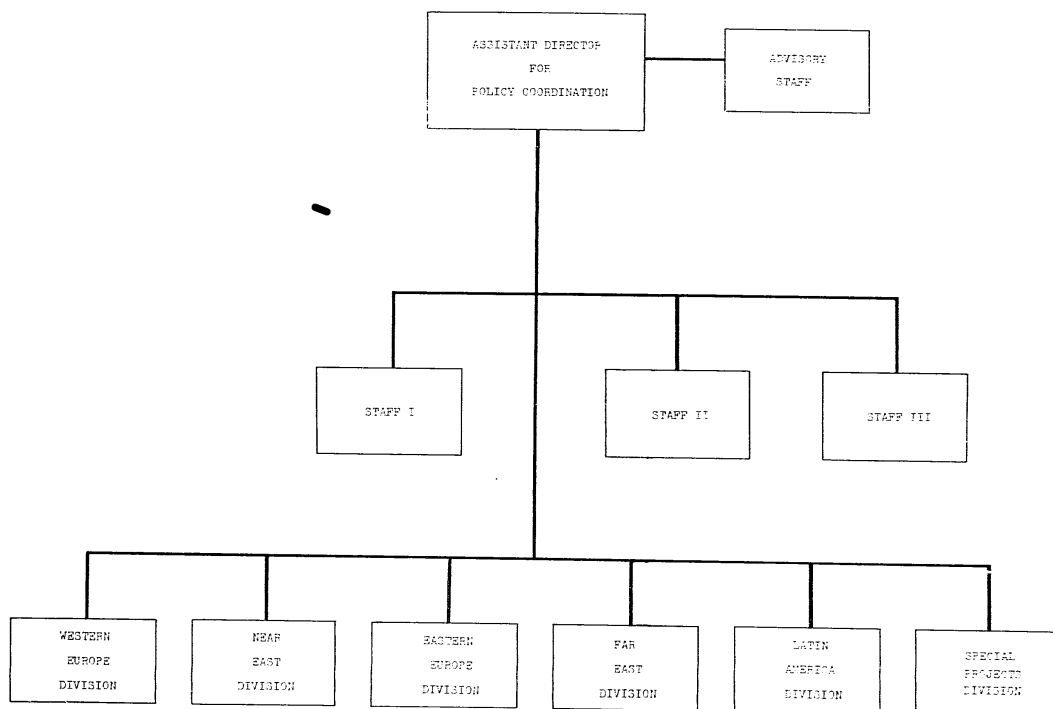 ASSISTANT DIRECTOR
FOR
POLICY COORDINATION
ADVISORY
STAFF
STAFF I
STAFF II
STAFF III
WESTERN
EUROPE
DIVISION
NEAR
EAST
DIVISION
EASTERN
EUROPE
DIVISION
FAR
EAST
DIVISION
LATIN
AMERICA
DIVISION
SPECIAL
PROJECTS
DIVISION